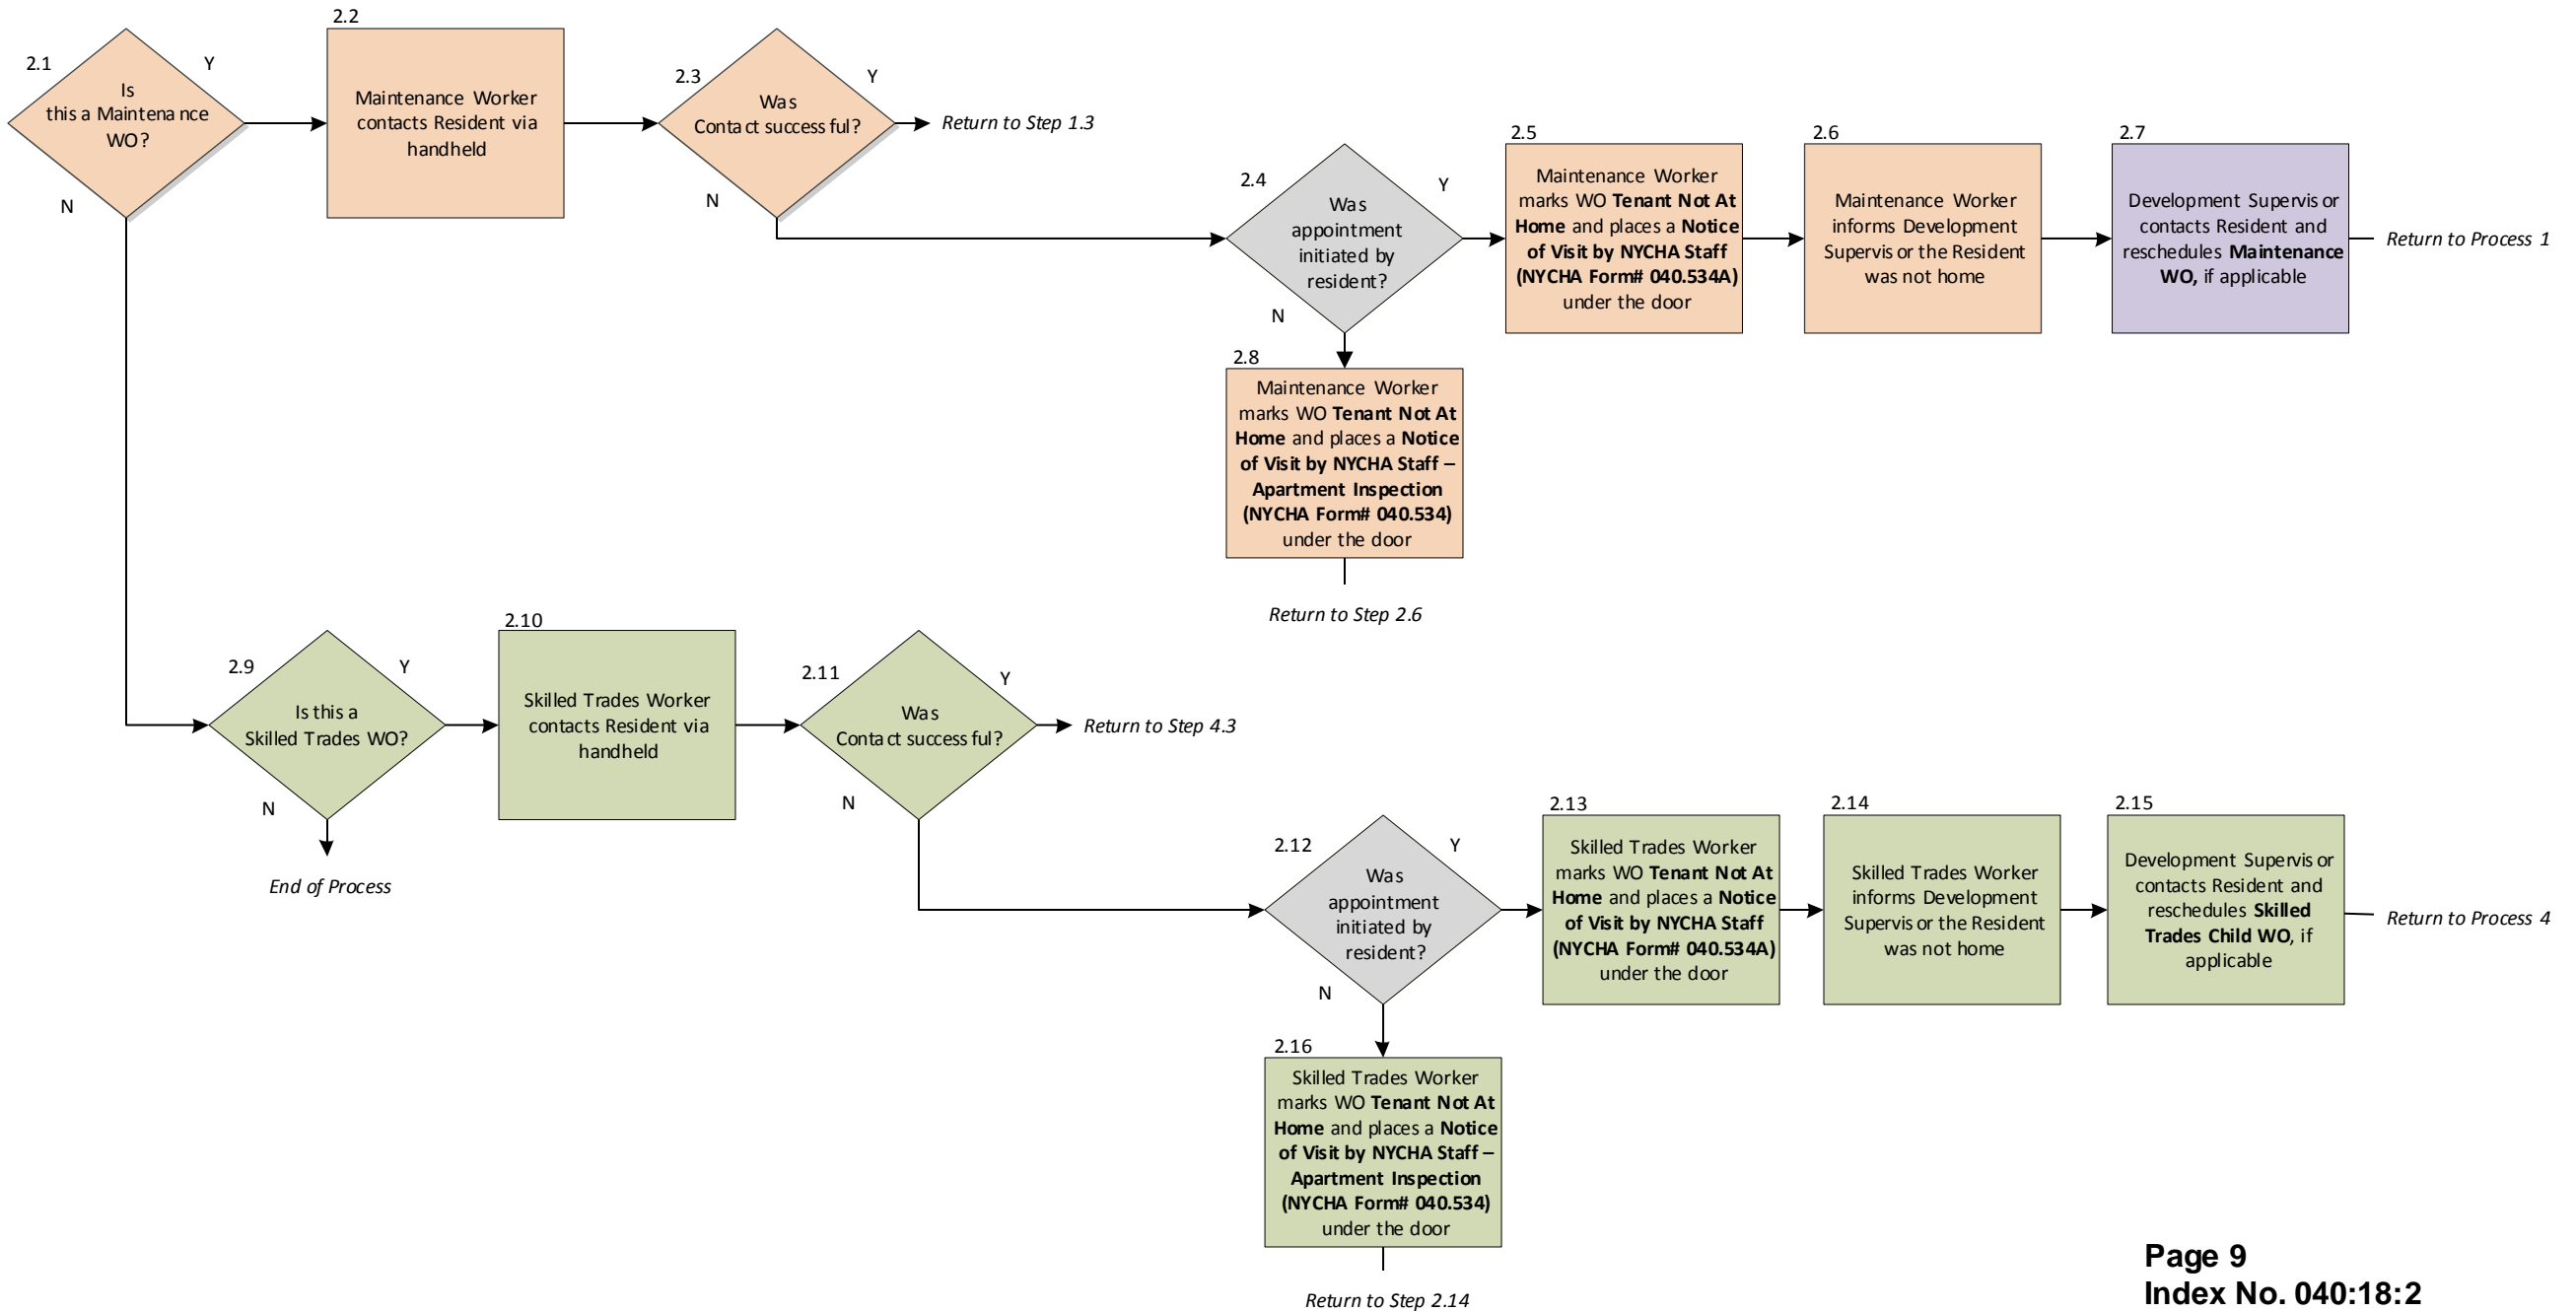 2.1
Y
Is
this a Maintenance
WO?
N
2.2
Maintenance Worker
contacts Resident via
handheld
2.3
Y
Was
Contact successful?
N
Return to Step 1.3
2.4
Y
Was
appointment
initiated by
resident?
N
2.5
Maintenance Worker
marks WO Tenant Not At
Home and places a Notice
of Visit by NYCHA Staff
(NYCHA Form# 040.534A)
under the door
2.6
Maintenance Worker
informs Development
Supervisor the Resident
was not home
2.7
Development Supervisor
contacts Resident and
reschedules Maintenance
WO, if applicable
Return to Process 1
2.8
Maintenance Worker
marks WO Tenant Not At
Home and places a Notice
of Visit by NYCHA Staff –
Apartment Inspection
(NYCHA Form# 040.534)
under the door
Return to Step 2.6
2.9
Y
Is this a
Skilled Trades WO?
N
End of Process
2.10
Skilled Trades Worker
contacts Resident via
handheld
2.11
Y
Was
Contact successful?
N
Return to Step 4.3
2.12
Y
Was
appointment
initiated by
resident?
N
2.13
Skilled Trades Worker
marks WO Tenant Not At
Home and places a Notice
of Visit by NYCHA Staff
(NYCHA Form# 040.534A)
under the door
2.14
Skilled Trades Worker
informs Development
Supervisor the Resident
was not home
2.15
Development Supervisor
contacts Resident and
reschedules Skilled
Trades Child WO, if
applicable
Return to Process 4
2.16
Skilled Trades Worker
marks WO Tenant Not At
Home and places a Notice
of Visit by NYCHA Staff –
Apartment Inspection
(NYCHA Form# 040.534)
under the door
Return to Step 2.14
Page 9
Index No. 040:18:2